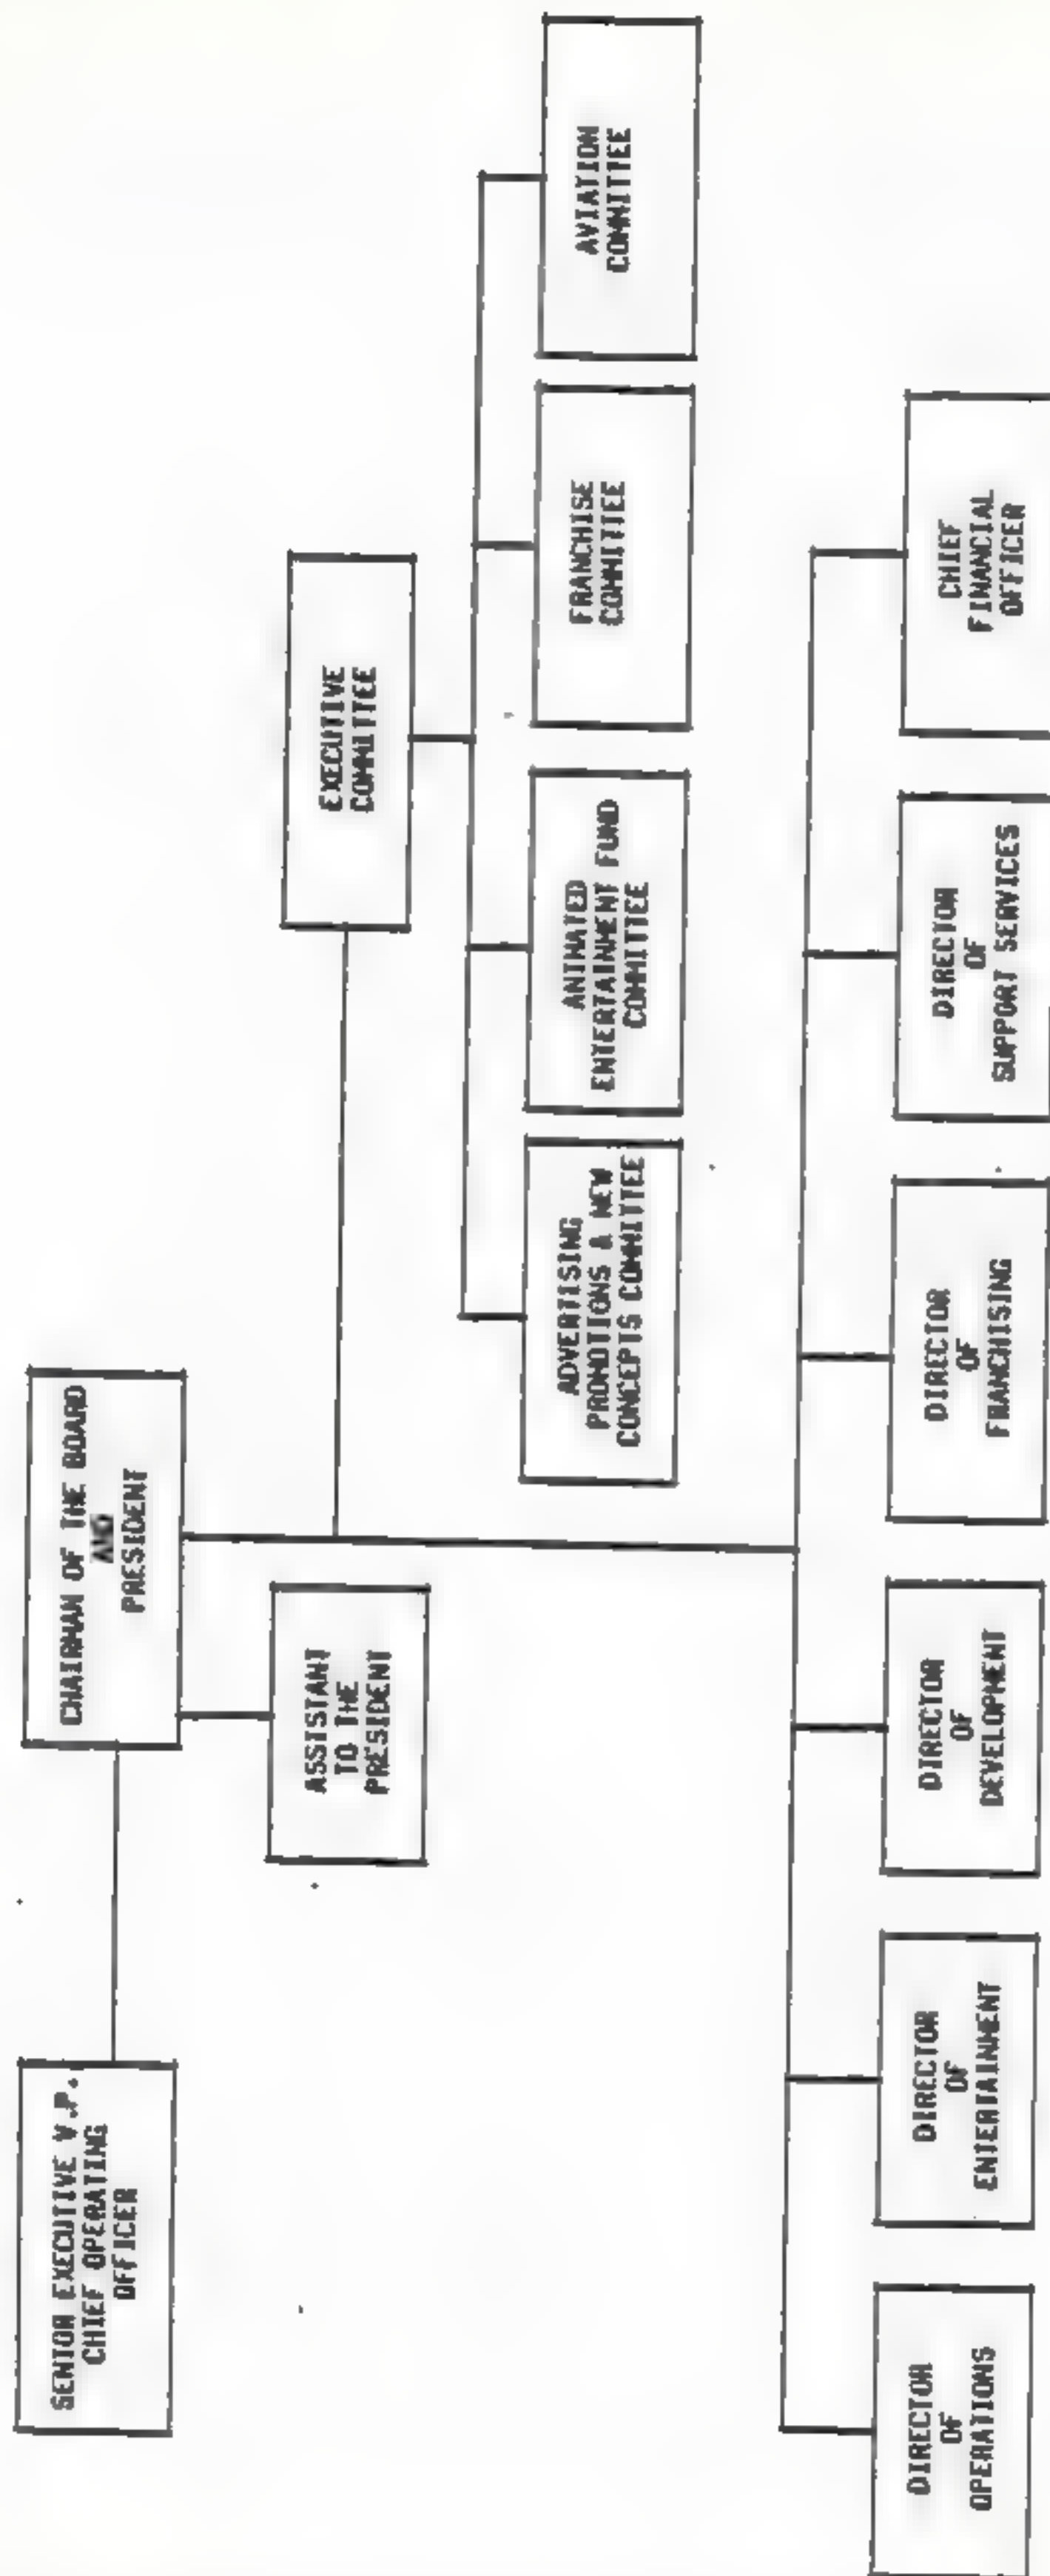 SENIOR EXECUTIVE V.P.
CHIEF OPERATING
OFFICER
CHAIRMAN OF THE BOARD
AND
PRESIDENT
ASSISTANT
TO THE
PRESIDENT
EXECUTIVE
COMMITTEE
ADVERTISING
PROMOTIONS & NEW
CONCEPTS COMMITTEE
ANIMATED
ENTERTAINMENT FUND
COMMITTEE
FRANCHISE
COMMITTEE
AVIATION
COMMITTEE
DIRECTOR
OF
OPERATIONS
DIRECTOR
OF
ENTERTAINMENT
DIRECTOR
OF
DEVELOPMENT
DIRECTOR
OF
FRANCHISING
DIRECTOR
OF
SUPPORT SERVICES
CHIEF
FINANCIAL
OFFICER